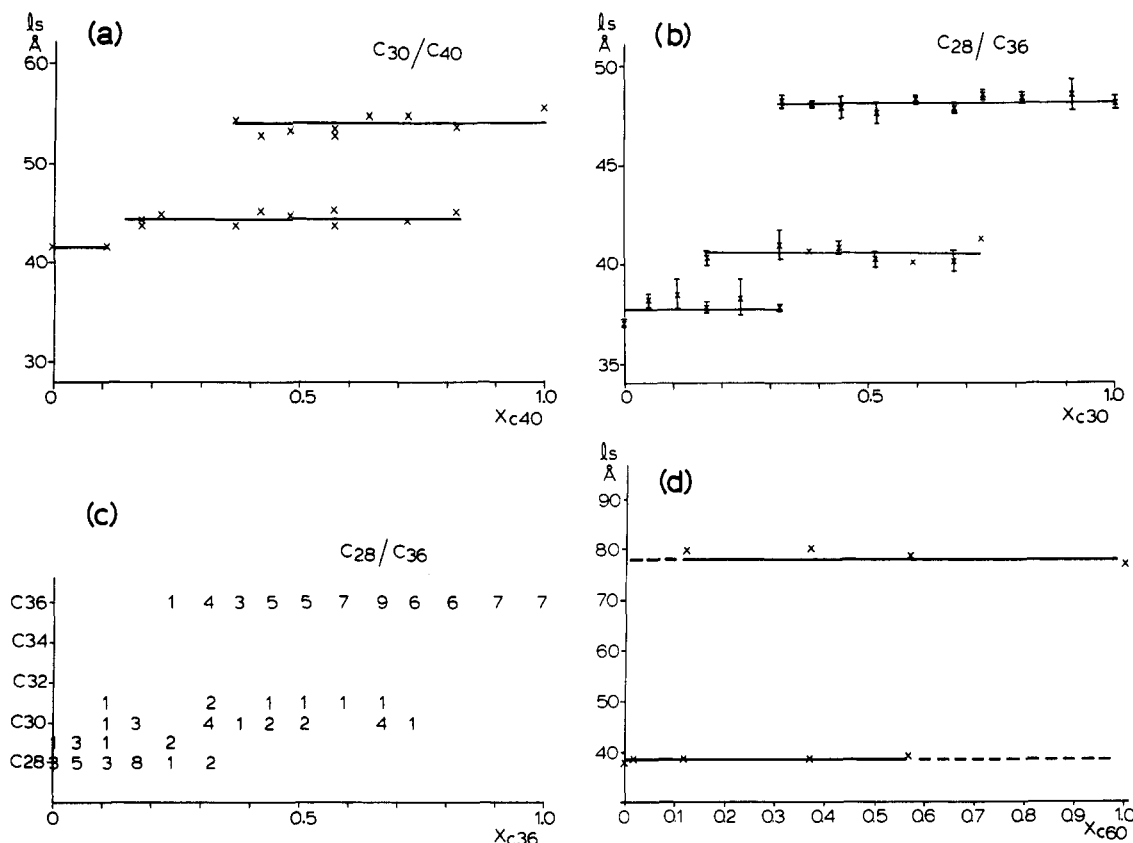 (a)
ls
Å
C30/C40
60
50
40
30
0 0.5 1.0
Xc40
(b)
ls
Å
C28/C36
50
45
40
35
0 0.5 1.0
Xc30
(c)
C28/C36
C36 1 4 3 5 5 7 9 6 6 7 7
C34
C32
1 2 1 1 1 1
C30 1 3 4 1 2 2 4 1
1 3 1 2
C28 3 5 3 8 1 2
0 0.5 1.0
Xc36
(d)
ls
Å
90
80
70
60
50
40
0 0.1 0.2 0.3 0.4 0.5 0.6 0.7 0.8 0.9 1.0
Xc60